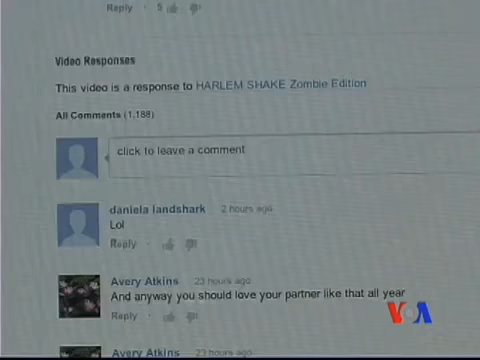 Reply · 5
Video Responses
This video is a response to HARLEM SHAKE Zombie Edition
All Comments (1,188)
click to leave a comment
daniela landshark 2 hours ago
Lol
Reply ·
Avery Atkins 23 hours ago
And anyway you should love your partner like that all year
Reply ·
VOA
Avery Atkins 23 hours ago